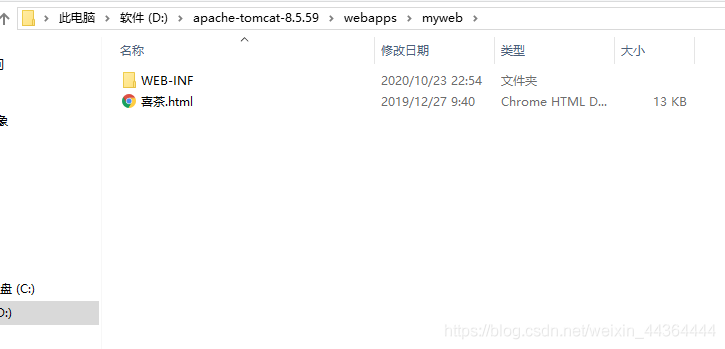 此电脑 › 软件 (D:) › apache-tomcat-8.5.59 › webapps › myweb ›
名称 修改日期 类型 大小
WEB-INF 2020/10/23 22:54 文件夹
喜茶.html 2019/12/27 9:40 Chrome HTML D... 13 KB
象
盘 (C:)
D:)
https://blog.csdn.net/weixin_44364444